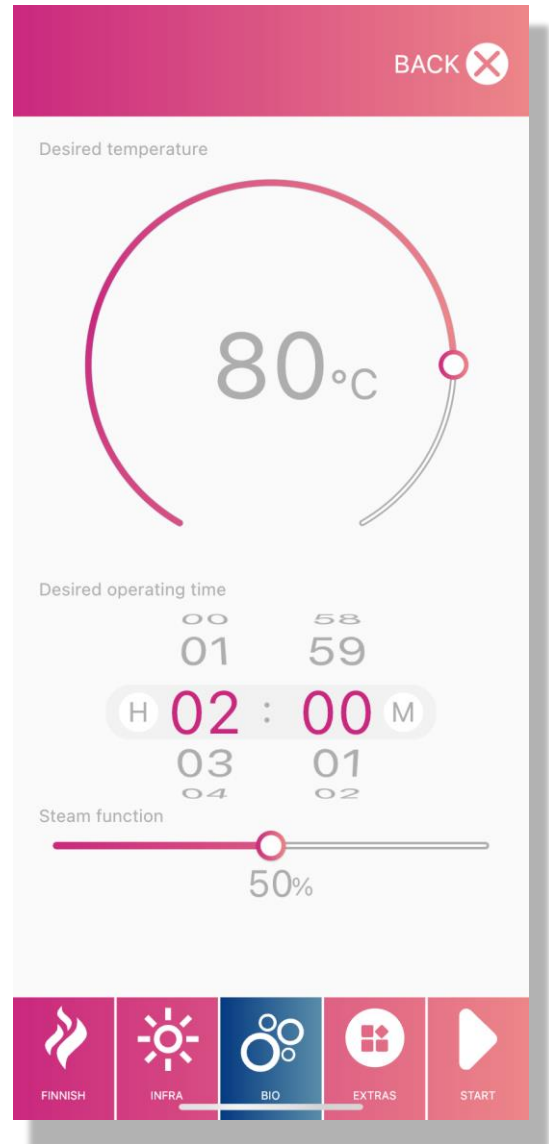 BACK
Desired temperature
80°C
Desired operating time
00 58
01 59
H 02 : 00 M
03 01
04 02
Steam function
50%
FINNISH INFRA BIO EXTRAS START